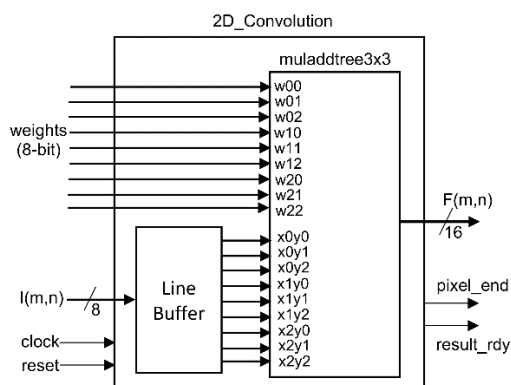 2D_Convolution
muladdtree3x3
weights
(8-bit)
w00
w01
w02
w10
w11
w12
w20
w21
w22
x0y0
x0y1
x0y2
x1y0
x1y1
x1y2
x2y0
x2y1
x2y2
I(m,n)
8
Line
Buffer
clock
reset
F(m,n)
16
pixel_end
result_rdy